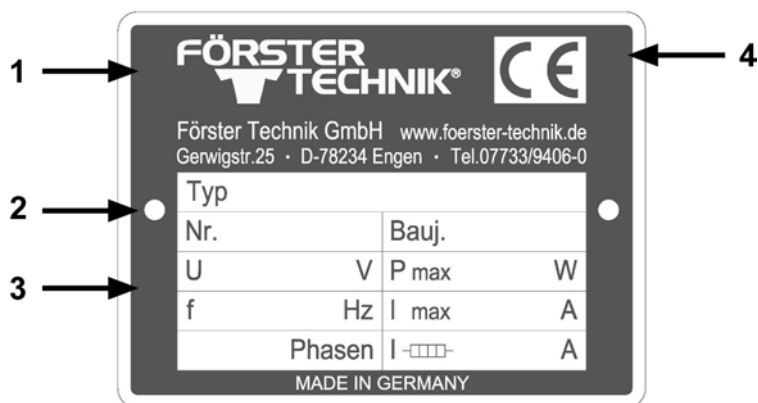 FÖRSTER
TECHNIK®
CE
Förster Technik GmbH www.foerster-technik.de
Gerwigstr.25 · D-78234 Engen · Tel.07733/9406-0
Typ
Nr. Bauj.
U V P max W
f Hz I max A
Phasen I A
MADE IN GERMANY
1
2
3
4